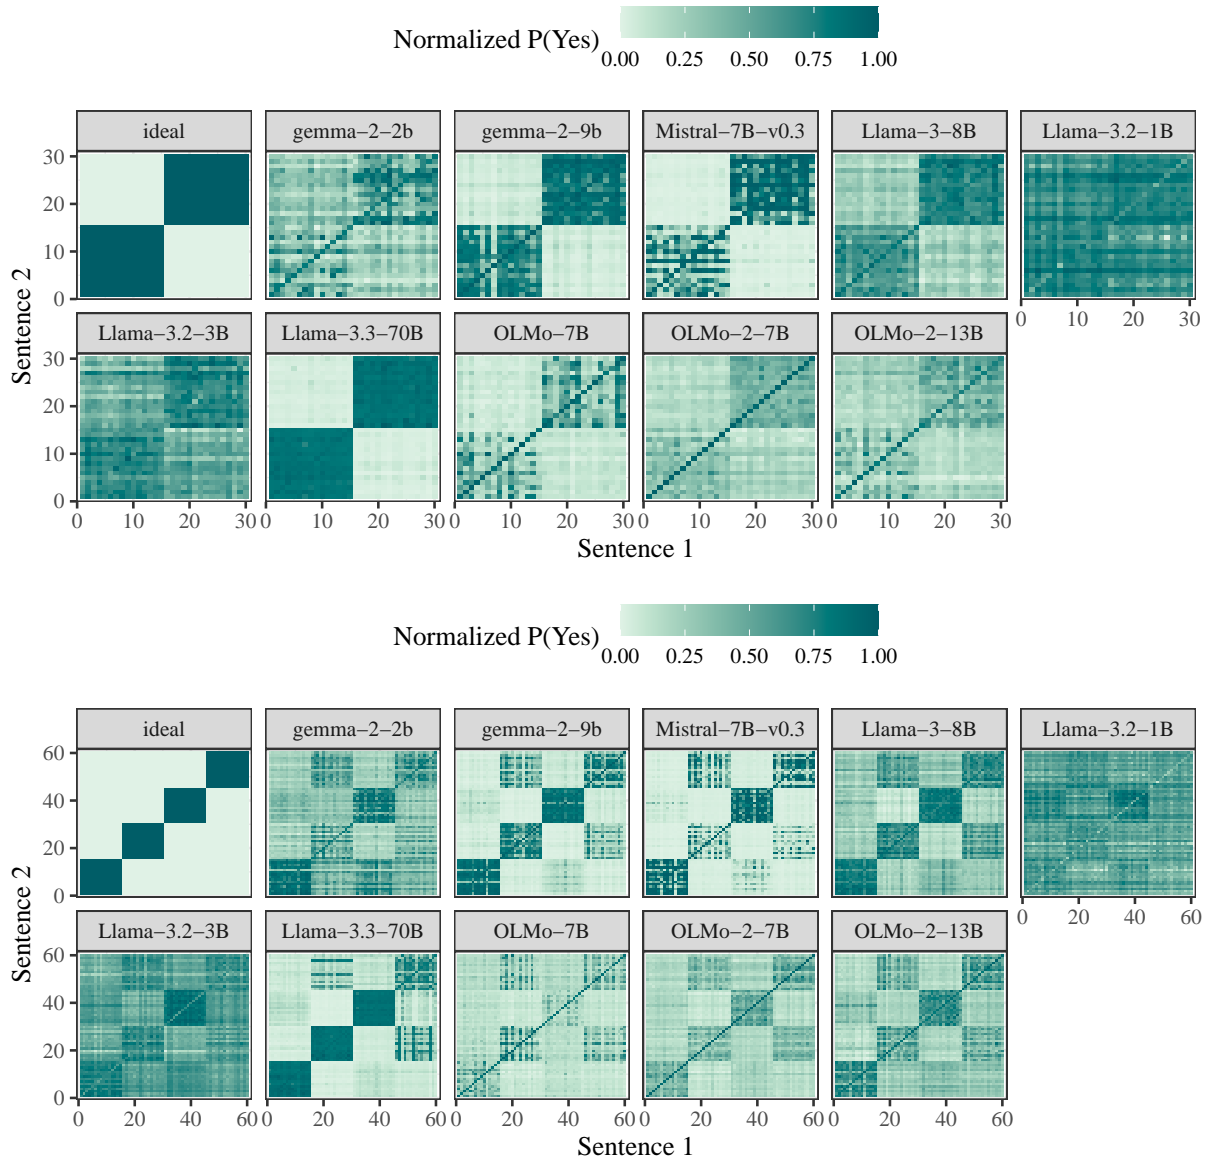 Normalized P(Yes)
0.00 0.25 0.50 0.75 1.00
ideal gemma−2−2b gemma−2−9b Mistral−7B−v0.3 Llama−3−8B Llama−3.2−1B
30
20
10
0
0 10 20 30
Sentence 2
Llama−3.2−3B Llama−3.3−70B OLMo−7B OLMo−2−7B OLMo−2−13B
30
20
10
0
0 10 20 30 0 10 20 30 0 10 20 30 0 10 20 30 0 10 20 30
Sentence 1
Normalized P(Yes)
0.00 0.25 0.50 0.75 1.00
ideal gemma−2−2b gemma−2−9b Mistral−7B−v0.3 Llama−3−8B Llama−3.2−1B
60
40
20
0
0 20 40 60
Sentence 2
Llama−3.2−3B Llama−3.3−70B OLMo−7B OLMo−2−7B OLMo−2−13B
60
40
20
0
0 20 40 60 0 20 40 60 0 20 40 60 0 20 40 60 0 20 40 60
Sentence 1